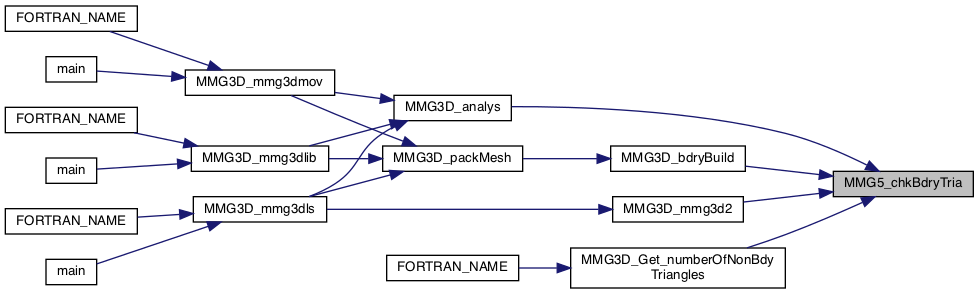 FORTRAN_NAME
main
MMG3D_mmg3dmov
FORTRAN_NAME
MMG3D_analys
main
MMG3D_mmg3dlib
MMG3D_packMesh
MMG3D_bdryBuild
MMG5_chkBdryTria
FORTRAN_NAME
MMG3D_mmg3dls
MMG3D_mmg3d2
main
FORTRAN_NAME
MMG3D_Get_numberOfNonBdy
Triangles